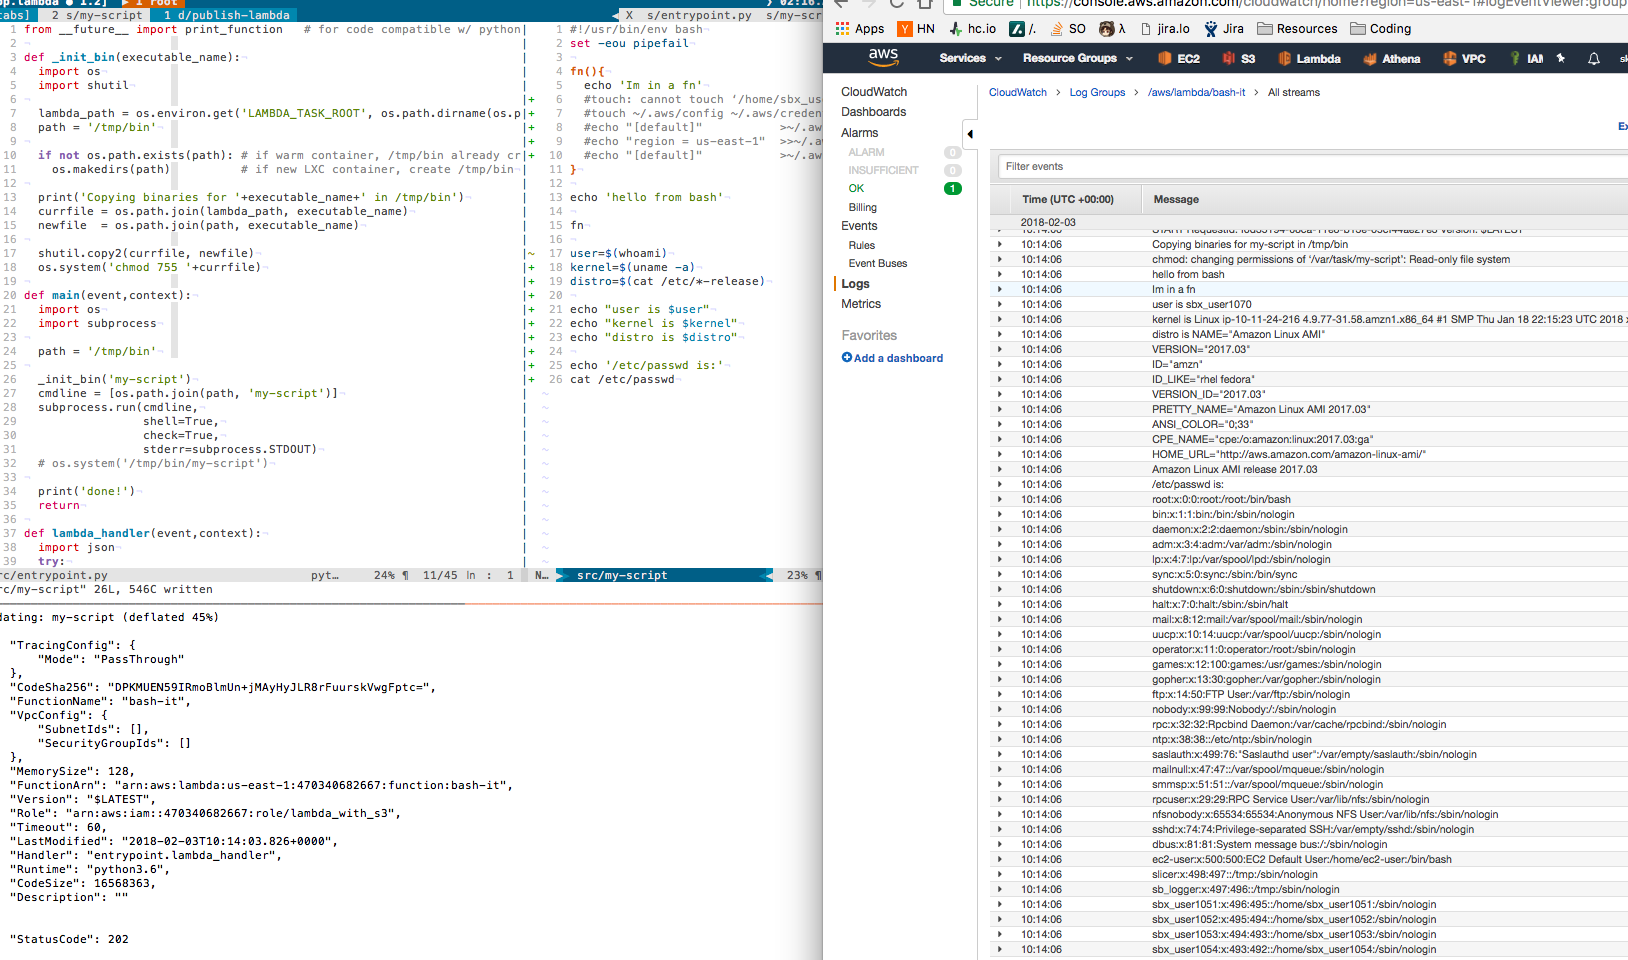 2 s/my-script 1 d/publish-lambda
X s/entrypoint.py s/my-sc
1 from __future__ import print_function # for code compatible w/ python
2
3 def _init_bin(executable_name):
4 import os
5 import shutil
6
7 lambda_path = os.environ.get('LAMBDA_TASK_ROOT', os.path.dirname(os.p
8 path = '/tmp/bin'
9
10 if not os.path.exists(path): # if warm container, /tmp/bin already cr
11 os.makedirs(path) # if new LXC container, create /tmp/bin
12
13 print('Copying binaries for '+executable_name+' in /tmp/bin')
14 currfile = os.path.join(lambda_path, executable_name)
15 newfile = os.path.join(path, executable_name)
16
17 shutil.copy2(currfile, newfile)
18 os.system('chmod 755 '+currfile)
19
20 def main(event,context):
21 import os
22 import subprocess
23
24 path = '/tmp/bin'
25
26 _init_bin('my-script')
27 cmdline = [os.path.join(path, 'my-script')]
28 subprocess.run(cmdline,
29 shell=True,
30 check=True,
31 stderr=subprocess.STDOUT)
32 # os.system('/tmp/bin/my-script')
33
34 print('done!')
35 return
36
37 def lambda_handler(event,context):
38 import json
39 try:
rc/entrypoint.py pyt… 24% ¶ 11/45 ln : 1
rc/my-script" 26L, 546C written
1 #!/usr/bin/env bash
2 set -eou pipefail
3
4 fn(){
5 echo 'Im in a fn'
+ 6 #touch: cannot touch ‘/home/sbx_us
+ 7 #touch ~/.aws/config ~/.aws/creden
+ 8 #echo "[default]" >~/.aw
+ 9 #echo "region = us-east-1" >>~/.aw
+ 10 #echo "[default]" >~/.aw
+ 11 }
12
13 echo 'hello from bash'
14
15 fn
16
~ 17 user=$(whoami)
+ 18 kernel=$(uname -a)
+ 19 distro=$(cat /etc/*-release)
+ 20
+ 21 echo "user is $user"
+ 22 echo "kernel is $kernel"
+ 23 echo "distro is $distro"
+ 24
+ 25 echo '/etc/passwd is:'
+ 26 cat /etc/passwd
N… src/my-script 23% ¶
dating: my-script (deflated 45%)
"TracingConfig": {
"Mode": "PassThrough"
},
"CodeSha256": "DPKMUEN59IRmoBlmUn+jMAyHyJLR8rFuurskVwgFptc=",
"FunctionName": "bash-it",
"VpcConfig": {
"SubnetIds": [],
"SecurityGroupIds": []
},
"MemorySize": 128,
"FunctionArn": "arn:aws:lambda:us-east-1:470340682667:function:bash-it",
"Version": "$LATEST",
"Role": "arn:aws:iam::470340682667:role/lambda_with_s3",
"Timeout": 60,
"LastModified": "2018-02-03T10:14:03.826+0000",
"Handler": "entrypoint.lambda_handler",
"Runtime": "python3.6",
"CodeSize": 16568363,
"Description": ""
"StatusCode": 202
Secure https://console.aws.amazon.com/cloudwatch/home?region=us-east-1#logEventViewer:group
Apps HN hc.io /. SO λ jira.lo Jira Resources Coding
aws Services Resource Groups EC2 S3 Lambda Athena VPC IAM
CloudWatch
Dashboards
Alarms
ALARM 0
INSUFFICIENT 0
OK 1
Billing
Events
Rules
Event Buses
Logs
Metrics
Favorites
Add a dashboard
CloudWatch > Log Groups > /aws/lambda/bash-it > All streams
Ex
Filter events
Time (UTC +00:00) Message
2018-02-03
10:14:06 Copying binaries for my-script in /tmp/bin
10:14:06 chmod: changing permissions of ‘/var/task/my-script’: Read-only file system
10:14:06 hello from bash
10:14:06 Im in a fn
10:14:06 user is sbx_user1070
10:14:06 kernel is Linux ip-10-11-24-216 4.9.77-31.58.amzn1.x86_64 #1 SMP Thu Jan 18 22:15:23 UTC 2018 x
10:14:06 distro is NAME="Amazon Linux AMI"
10:14:06 VERSION="2017.03"
10:14:06 ID="amzn"
10:14:06 ID_LIKE="rhel fedora"
10:14:06 VERSION_ID="2017.03"
10:14:06 PRETTY_NAME="Amazon Linux AMI 2017.03"
10:14:06 ANSI_COLOR="0;33"
10:14:06 CPE_NAME="cpe:/o:amazon:linux:2017.03:ga"
10:14:06 HOME_URL="http://aws.amazon.com/amazon-linux-ami/"
10:14:06 Amazon Linux AMI release 2017.03
10:14:06 /etc/passwd is:
10:14:06 root:x:0:0:root:/root:/bin/bash
10:14:06 bin:x:1:1:bin:/bin:/sbin/nologin
10:14:06 daemon:x:2:2:daemon:/sbin:/sbin/nologin
10:14:06 adm:x:3:4:adm:/var/adm:/sbin/nologin
10:14:06 lp:x:4:7:lp:/var/spool/lpd:/sbin/nologin
10:14:06 sync:x:5:0:sync:/sbin:/bin/sync
10:14:06 shutdown:x:6:0:shutdown:/sbin:/sbin/shutdown
10:14:06 halt:x:7:0:halt:/sbin:/sbin/halt
10:14:06 mail:x:8:12:mail:/var/spool/mail:/sbin/nologin
10:14:06 uucp:x:10:14:uucp:/var/spool/uucp:/sbin/nologin
10:14:06 operator:x:11:0:operator:/root:/sbin/nologin
10:14:06 games:x:12:100:games:/usr/games:/sbin/nologin
10:14:06 gopher:x:13:30:gopher:/var/gopher:/sbin/nologin
10:14:06 ftp:x:14:50:FTP User:/var/ftp:/sbin/nologin
10:14:06 nobody:x:99:99:Nobody:/:/sbin/nologin
10:14:06 rpc:x:32:32:Rpcbind Daemon:/var/cache/rpcbind:/sbin/nologin
10:14:06 ntp:x:38:38::/etc/ntp:/sbin/nologin
10:14:06 saslauth:x:499:76:"Saslauthd user":/var/empty/saslauth:/sbin/nologin
10:14:06 mailnull:x:47:47::/var/spool/mqueue:/sbin/nologin
10:14:06 smmsp:x:51:51::/var/spool/mqueue:/sbin/nologin
10:14:06 rpcuser:x:29:29:RPC Service User:/var/lib/nfs:/sbin/nologin
10:14:06 nfsnobody:x:65534:65534:Anonymous NFS User:/var/lib/nfs:/sbin/nologin
10:14:06 sshd:x:74:74:Privilege-separated SSH:/var/empty/sshd:/sbin/nologin
10:14:06 dbus:x:81:81:System message bus:/:/sbin/nologin
10:14:06 ec2-user:x:500:500:EC2 Default User:/home/ec2-user:/bin/bash
10:14:06 slicer:x:498:497::/tmp:/sbin/nologin
10:14:06 sb_logger:x:497:496::/tmp:/sbin/nologin
10:14:06 sbx_user1051:x:496:495::/home/sbx_user1051:/sbin/nologin
10:14:06 sbx_user1052:x:495:494::/home/sbx_user1052:/sbin/nologin
10:14:06 sbx_user1053:x:494:493::/home/sbx_user1053:/sbin/nologin
10:14:06 sbx_user1054:x:493:492::/home/sbx_user1054:/sbin/nologin